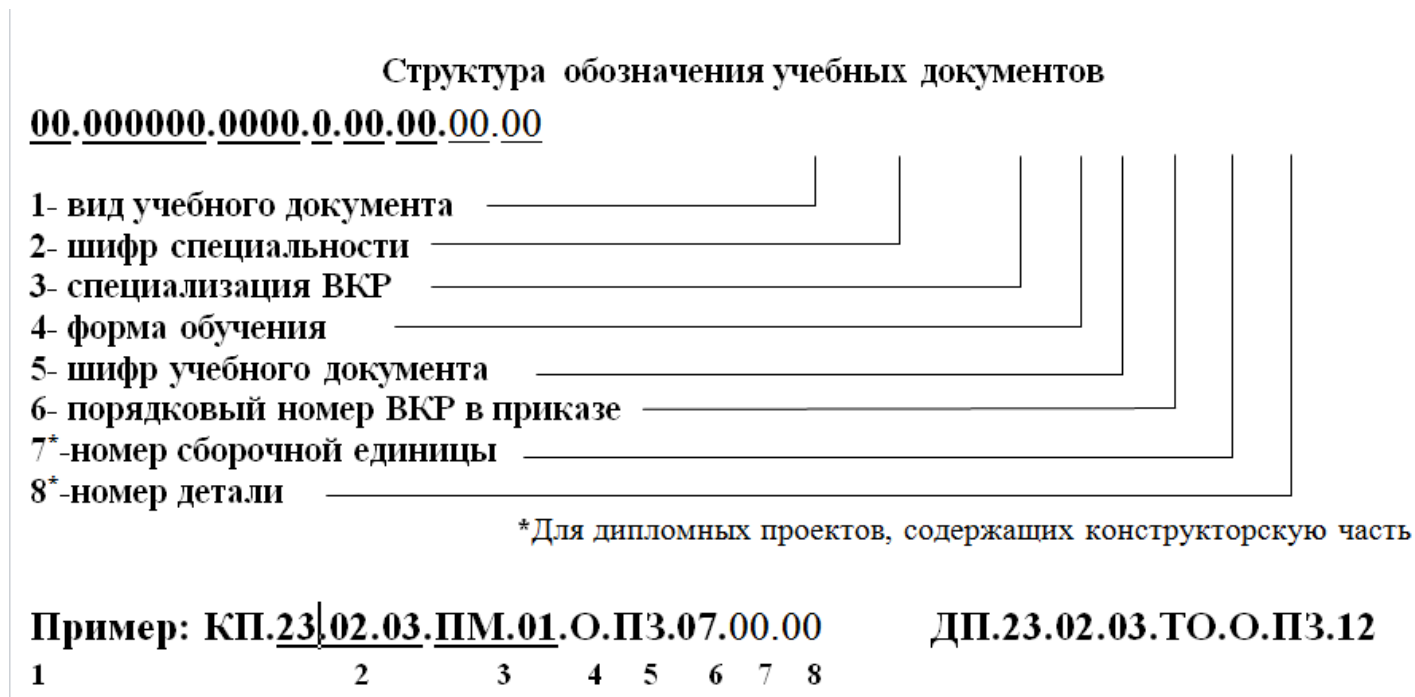 Структура обозначения учебных документов
00.000000.0000.0.00.00.00.00
1- вид учебного документа
2- шифр специальности
3- специализация ВКР
4- форма обучения
5- шифр учебного документа
6- порядковый номер ВКР в приказе
7*-номер сборочной единицы
8*-номер детали
*Для дипломных проектов, содержащих конструкторскую часть
Пример: КП.23.02.03.ПМ.01.О.ПЗ.07.00.00 ДП.23.02.03.ТО.О.ПЗ.12
1 2 3 4 5 6 7 8